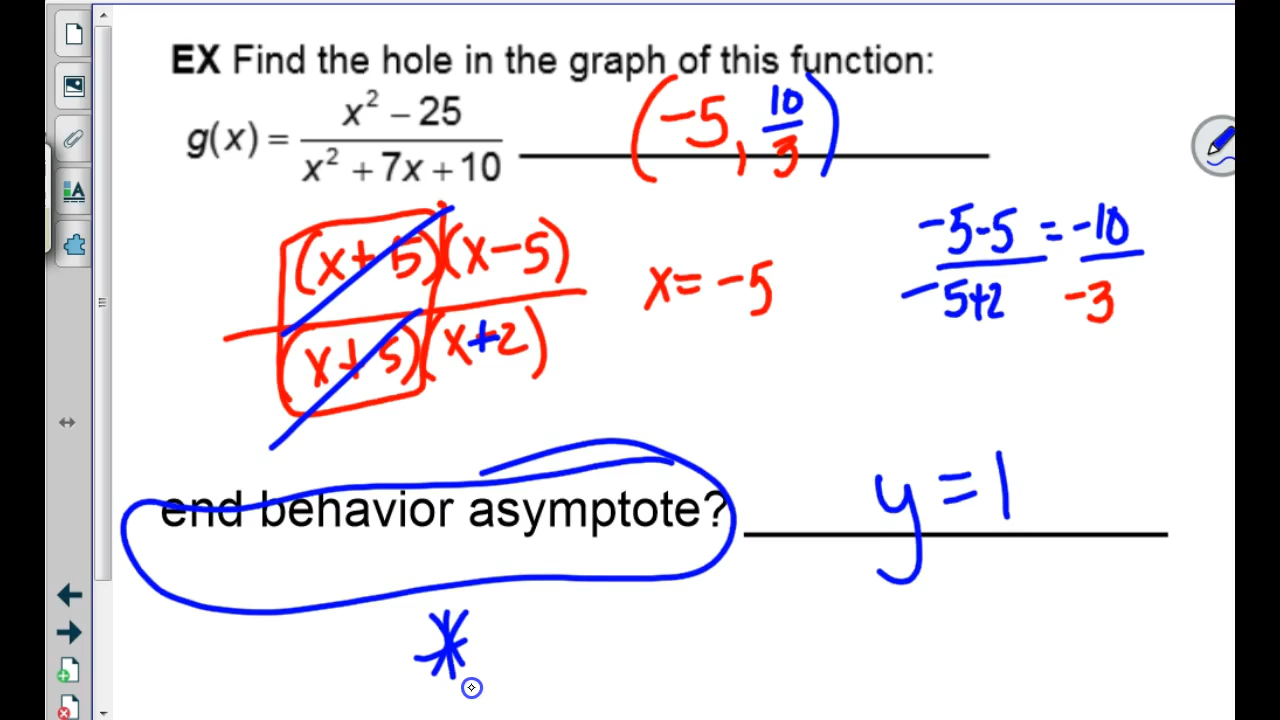 EX Find the hole in the graph of this function:
g(x) = (x² – 25)/(x² + 7x + 10) (-5, 10/3)
(x+5)(x-5)
(x+5)(x+2)
x = -5
-5-5 = -10
-5+2 -3
end behavior asymptote? y = 1
*